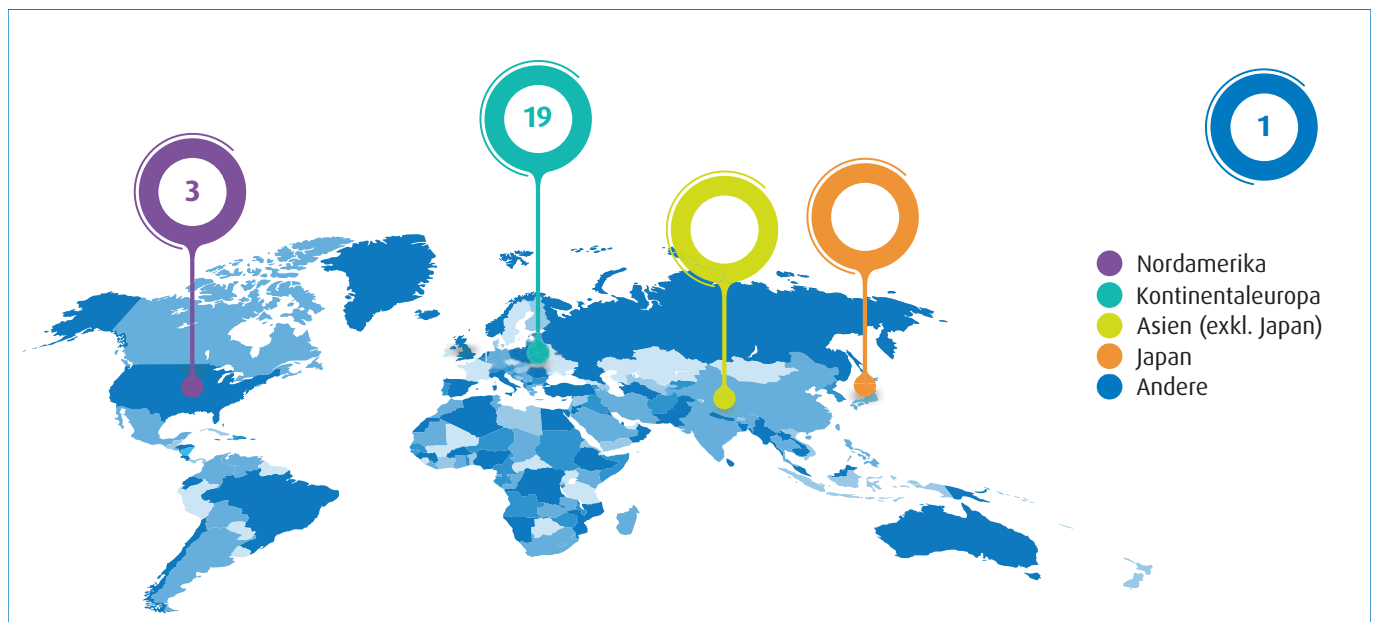 19
1
3
Nordamerika
Kontinentaleuropa
Asien (exkl. Japan)
Japan
Andere